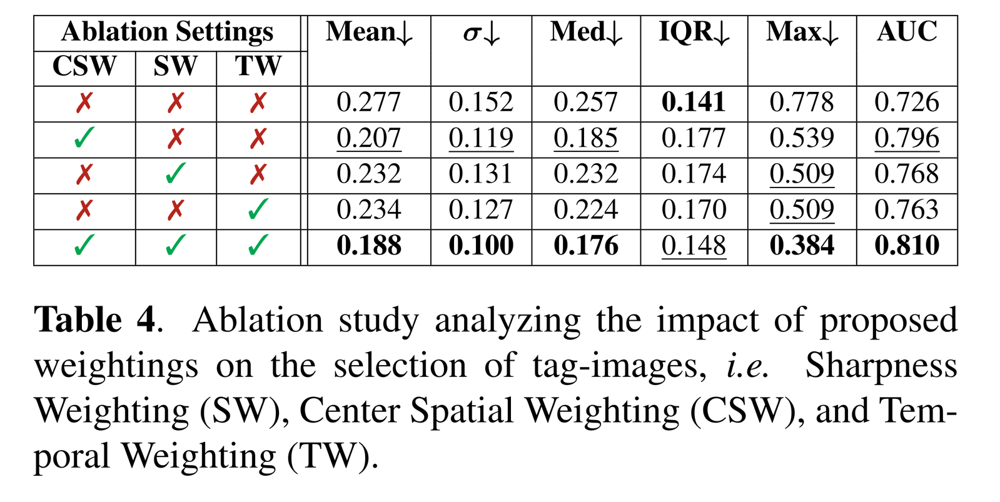 Ablation Settings Mean↓ σ↓ Med↓ IQR↓ Max↓ AUC
CSW SW TW
✗ ✗ ✗ 0.277 0.152 0.257 0.141 0.778 0.726
✓ ✗ ✗ 0.207 0.119 0.185 0.177 0.539 0.796
✗ ✓ ✗ 0.232 0.131 0.232 0.174 0.509 0.768
✗ ✗ ✓ 0.234 0.127 0.224 0.170 0.509 0.763
✓ ✓ ✓ 0.188 0.100 0.176 0.148 0.384 0.810
Table 4. Ablation study analyzing the impact of proposed
weightings on the selection of tag-images, i.e. Sharpness
Weighting (SW), Center Spatial Weighting (CSW), and Tem-
poral Weighting (TW).